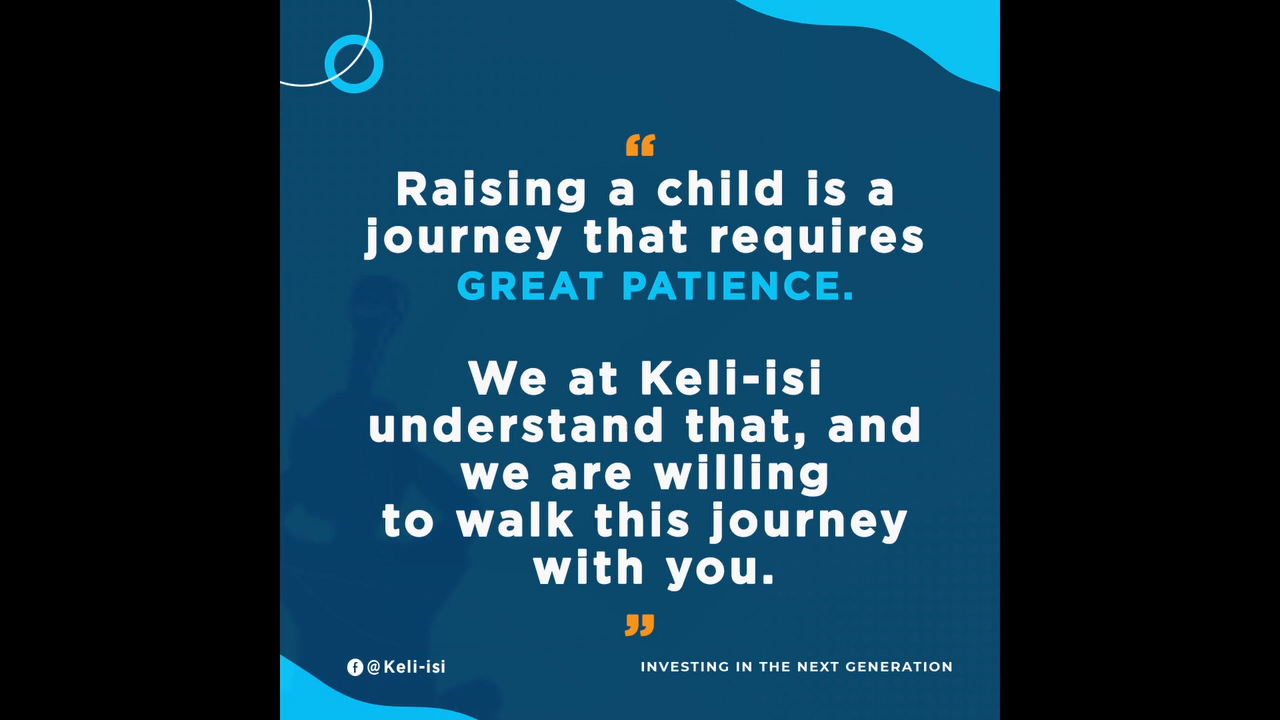 “
Raising a child is a
journey that requires
GREAT PATIENCE.
We at Keli-isi
understand that, and
we are willing
to walk this journey
with you.
”
@Keli-isi
INVESTING IN THE NEXT GENERATION